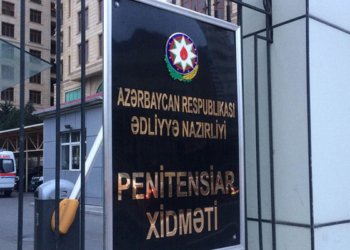 AZƏRBAYCAN RESPUBLİKASI
ƏDLİYYƏ NAZİRLİYİ
PENİTENSİAR
XİDMƏTİ